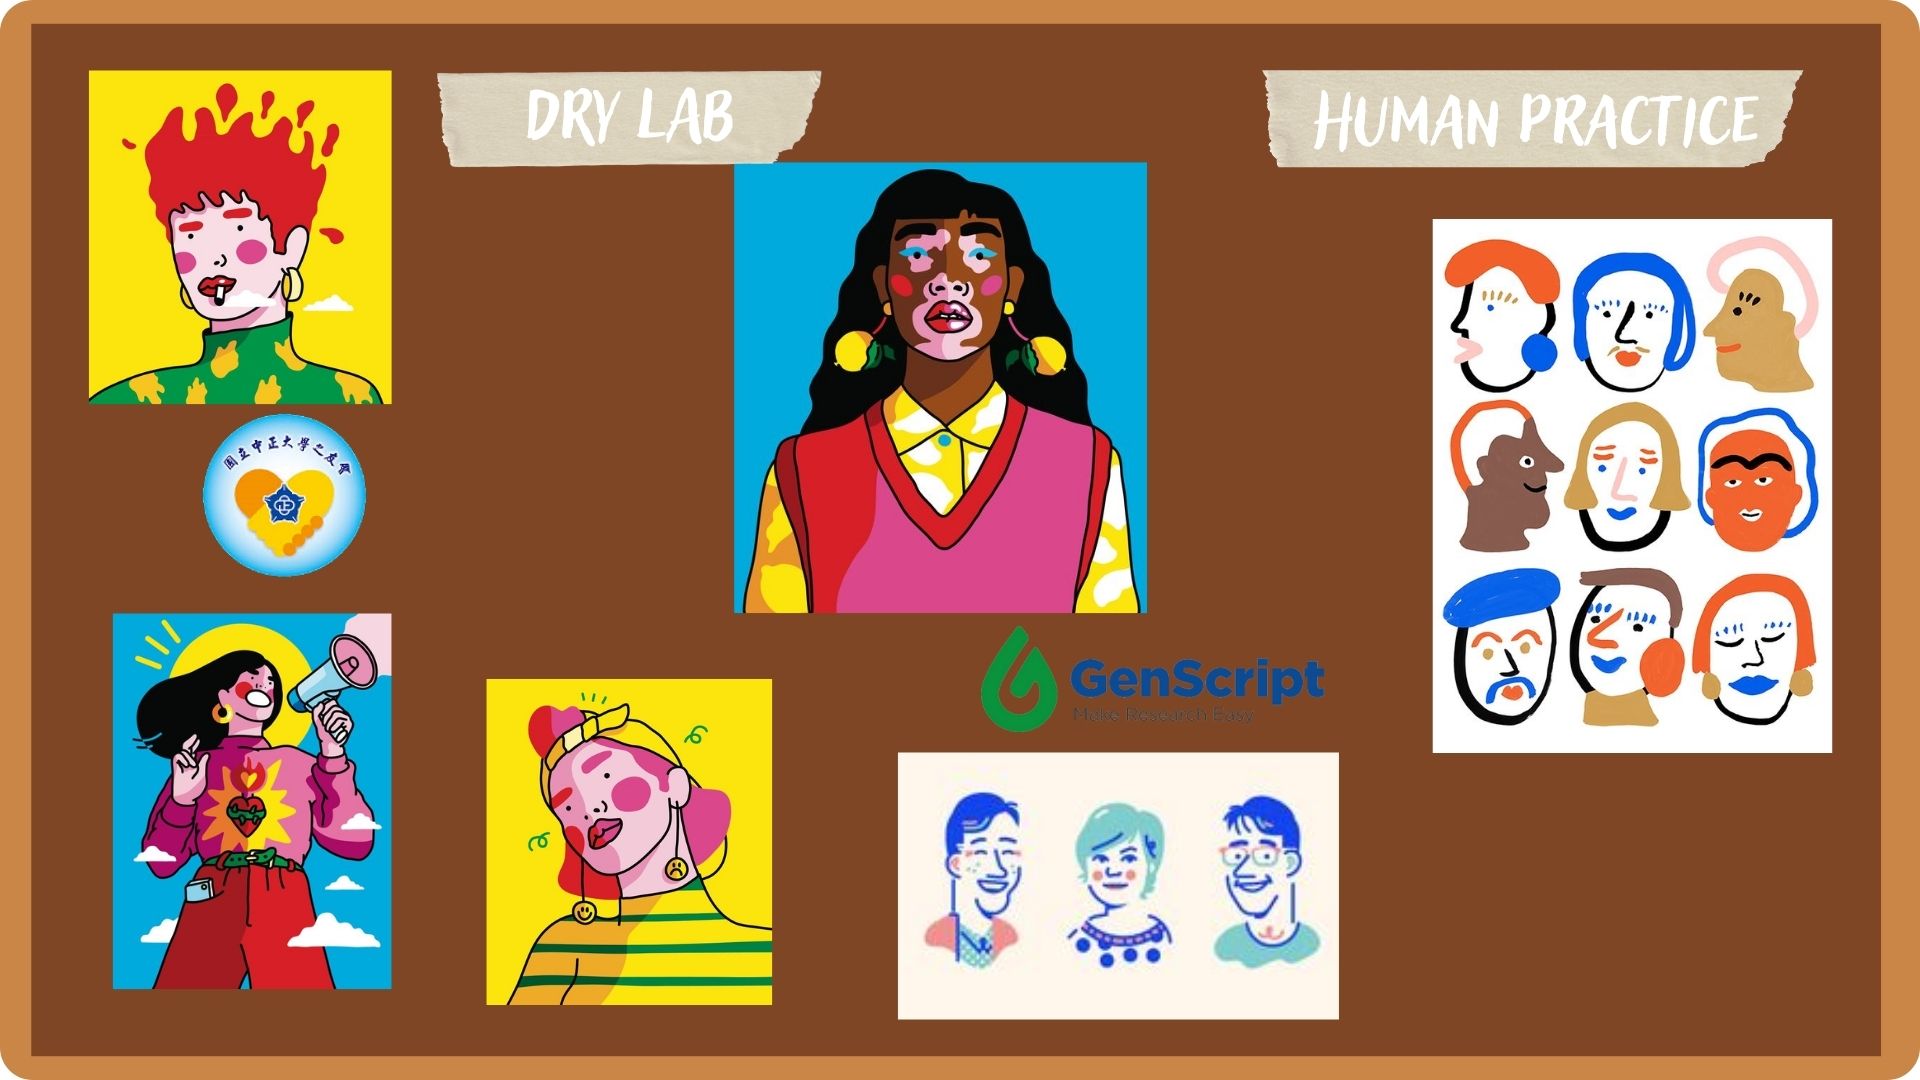 DRY LAB
HUMAN PRACTICE
國立中正大學之友會
GenScript
Make Research Easy